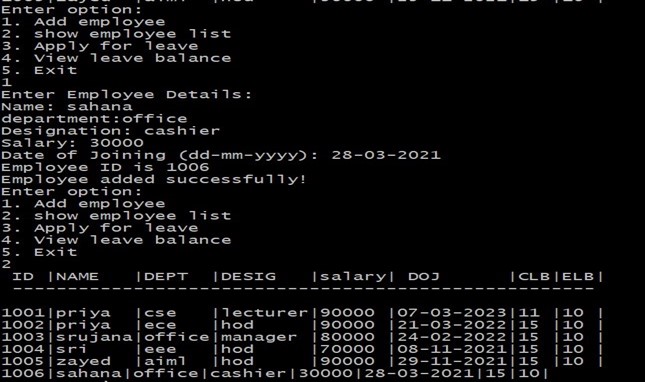 Enter option:
1. Add employee
2. show employee list
3. Apply for leave
4. View leave balance
5. Exit
1
Enter Employee Details:
Name: sahana
department:office
Designation: cashier
Salary: 30000
Date of Joining (dd-mm-yyyy): 28-03-2021
Employee ID is 1006
Employee added successfully!
Enter option:
1. Add employee
2. show employee list
3. Apply for leave
4. View leave balance
5. Exit
2
ID |NAME |DEPT |DESIG |salary| DOJ |CLB|ELB|
-----------------------------------------------------------
1001|priya |cse |lecturer|90000 |07-03-2023|11 |10 |
1002|priya |ece |hod |90000 |21-03-2022|15 |10 |
1003|srujana|office|manager |80000 |24-02-2022|15 |10 |
1004|sri |eee |hod |70000 |08-11-2021|15 |10 |
1005|zayed |aiml |hod |90000 |29-11-2021|15 |10 |
1006|sahana|office|cashier|30000|28-03-2021|15|10|